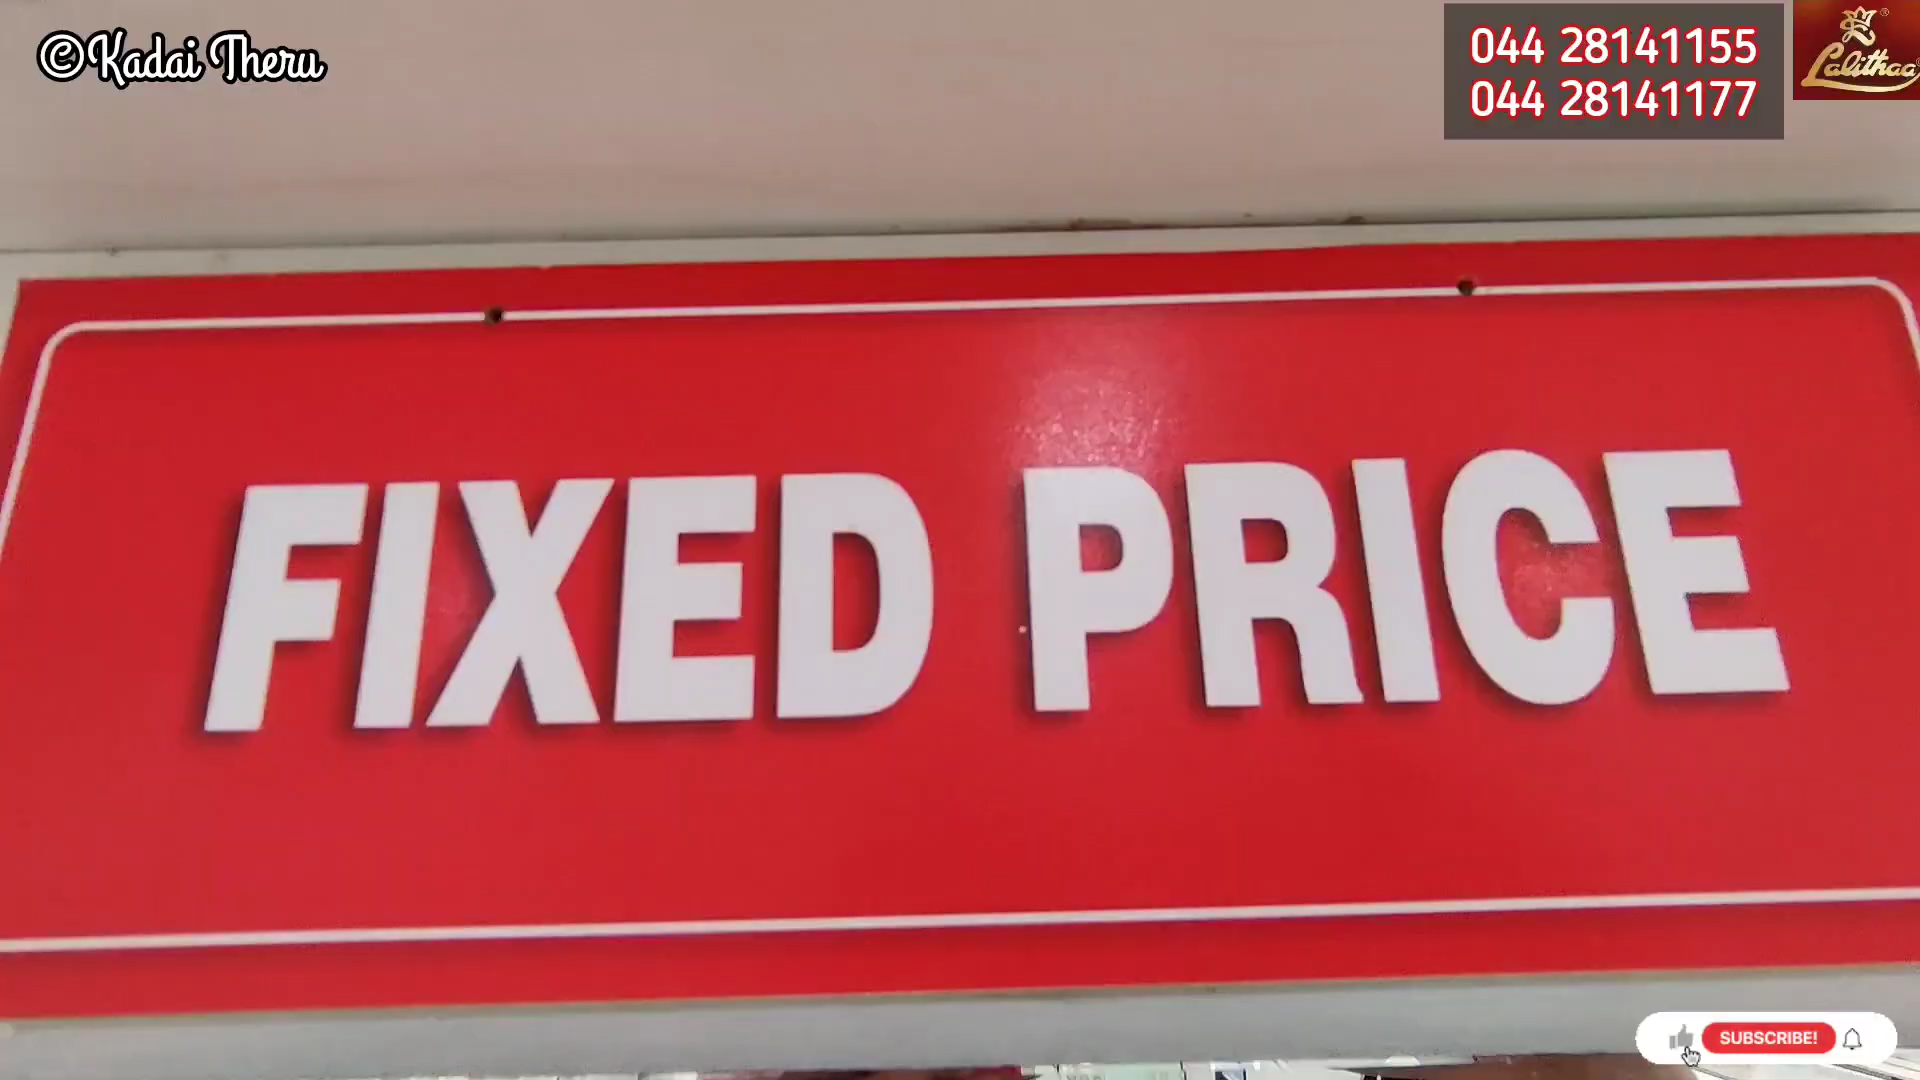 ©Kadai Theru
044 28141155
044 28141177
Lalithaa
FIXED PRICE
SUBSCRIBE!